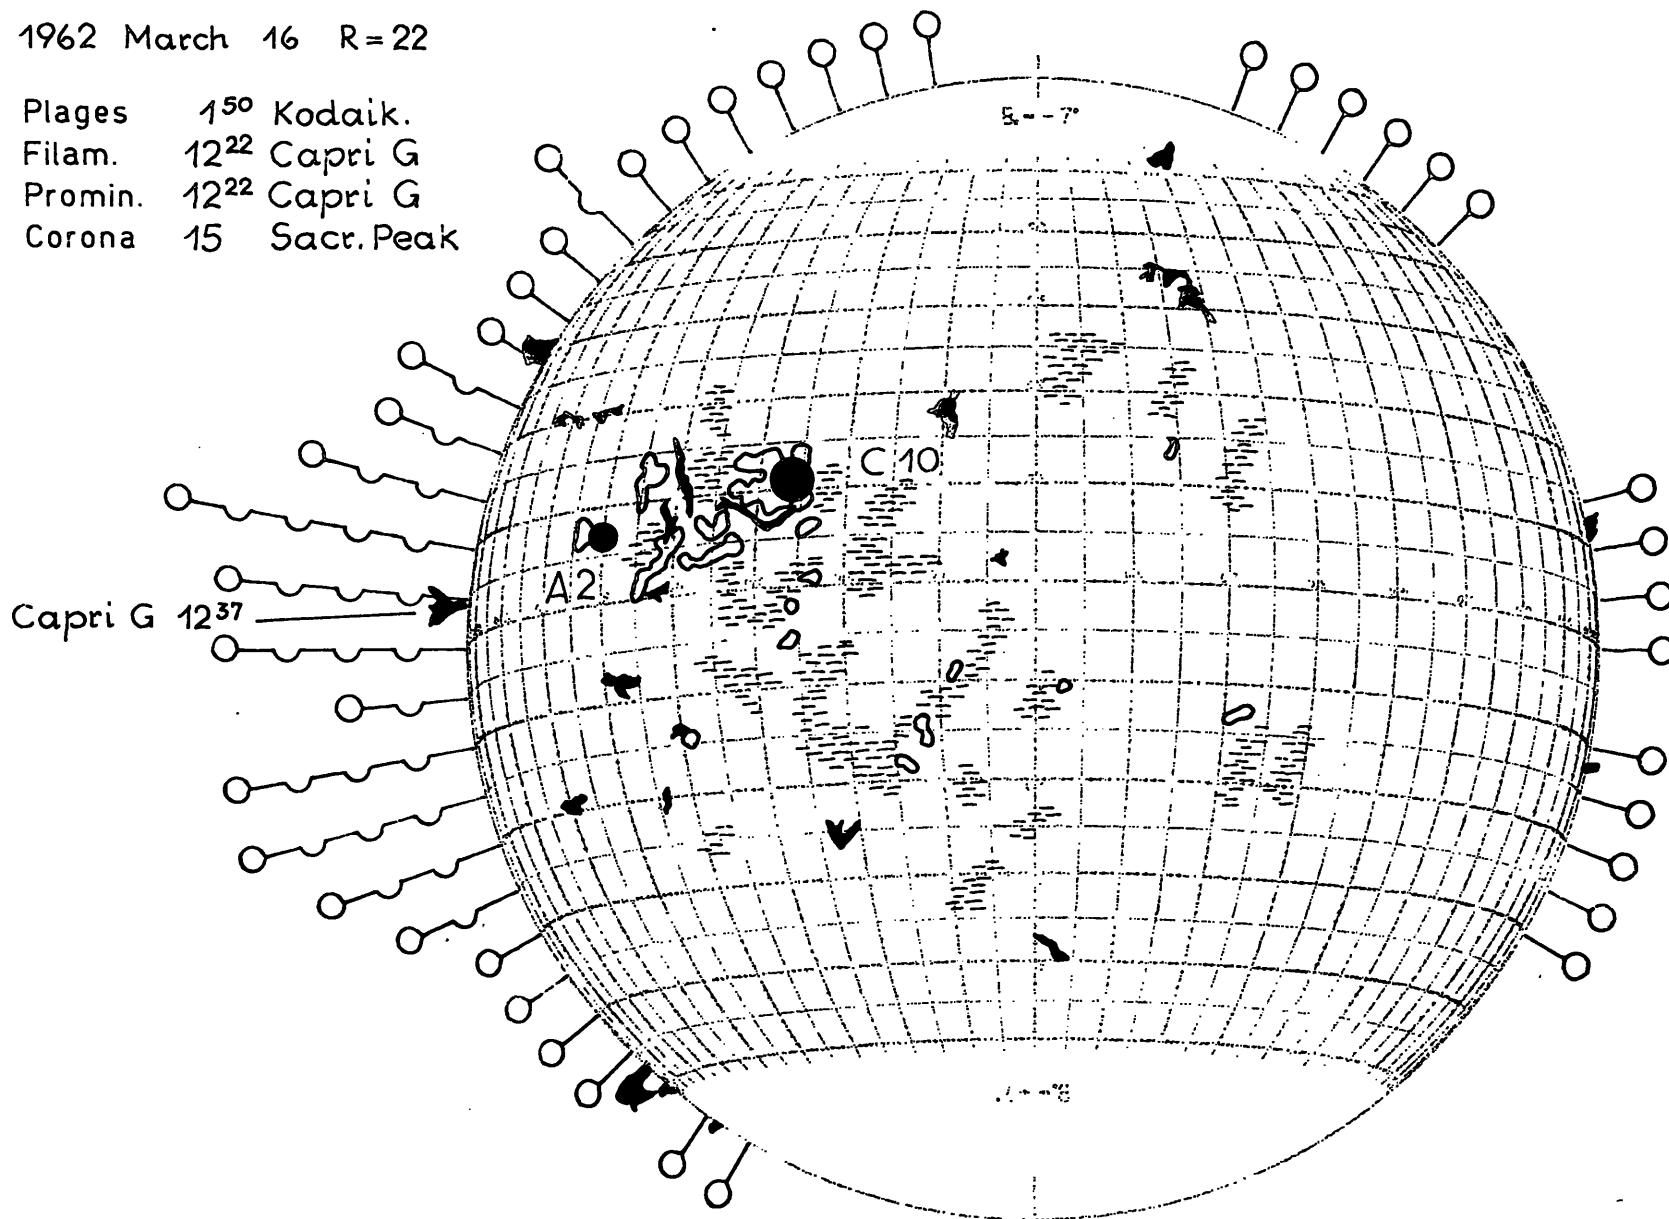 1962 March 16 R=22
Plages 1⁵⁰ Kodaik.
Filam. 12²² Capri G
Promin. 12²² Capri G
Corona 15 Sacr. Peak
C 10
A2
Capri G 12³⁷